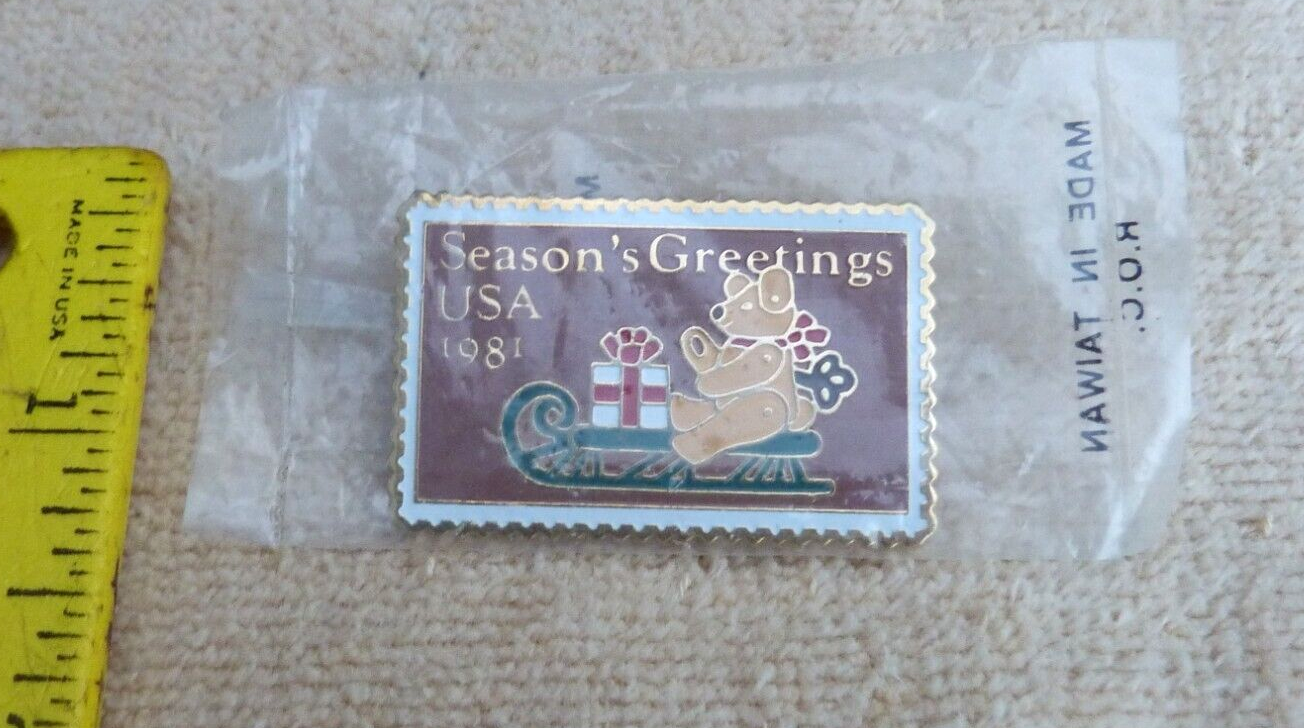 Season's Greetings
USA
1981
MADE IN TAIWAN
R.O.C.
MADE IN USA
1
M